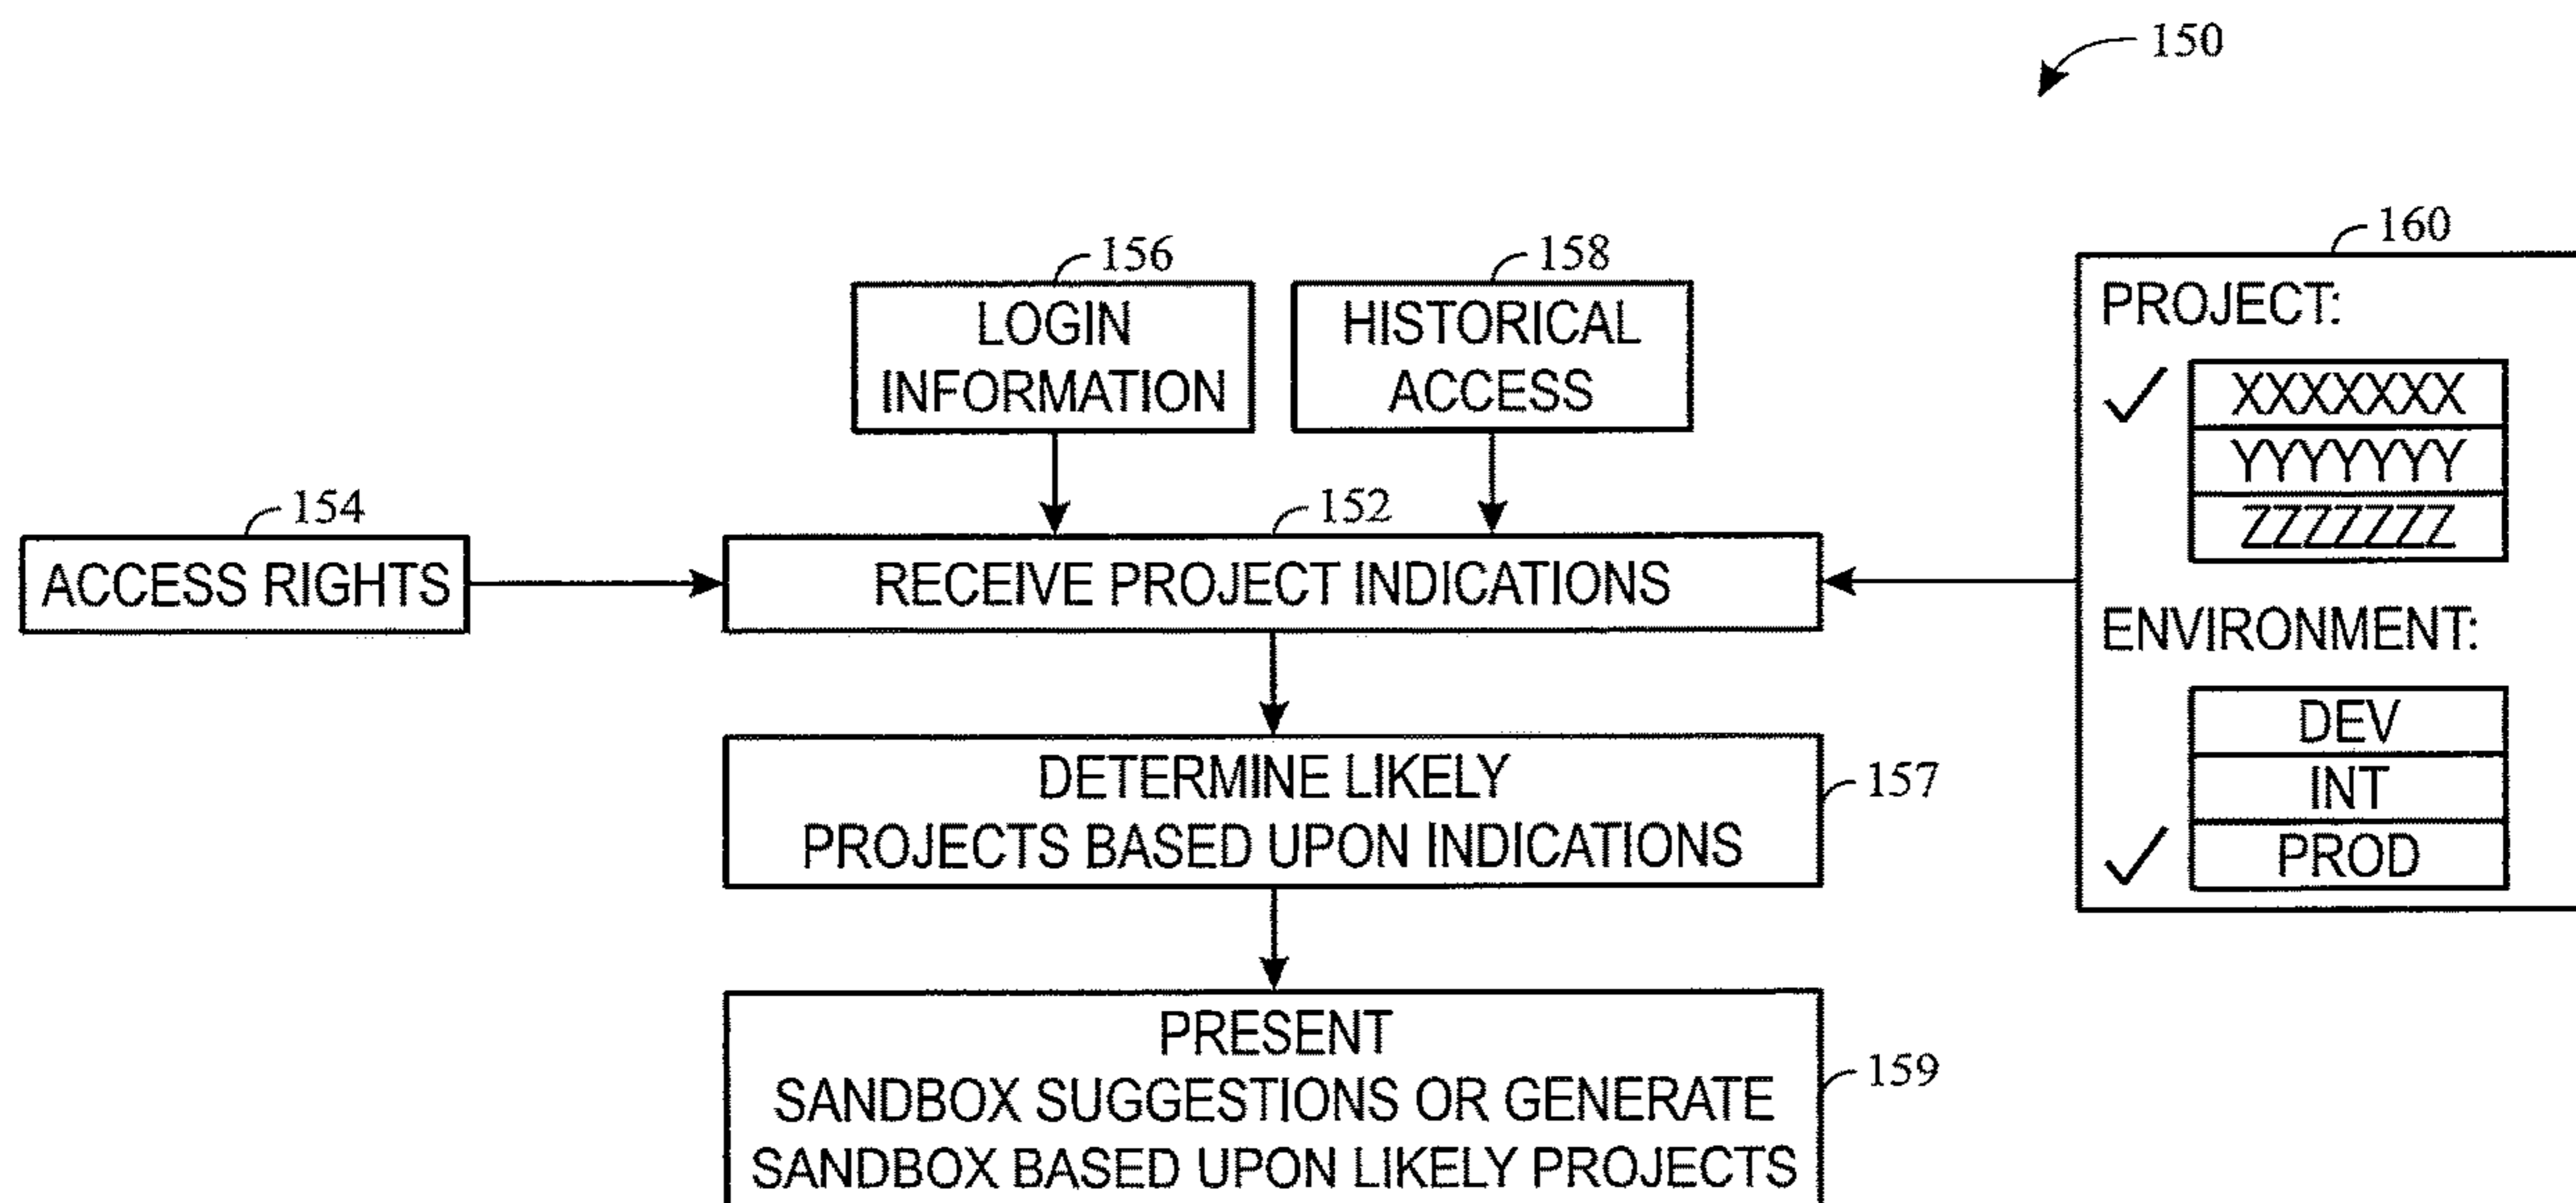 150
156
158
160
LOGIN
INFORMATION
HISTORICAL
ACCESS
PROJECT:
XXXXXXX
YYYYYYY
ZZZZZZZ
154
152
ACCESS RIGHTS
RECEIVE PROJECT INDICATIONS
ENVIRONMENT:
DEV
INT
PROD
DETERMINE LIKELY
PROJECTS BASED UPON INDICATIONS
157
PRESENT
SANDBOX SUGGESTIONS OR GENERATE
SANDBOX BASED UPON LIKELY PROJECTS
159